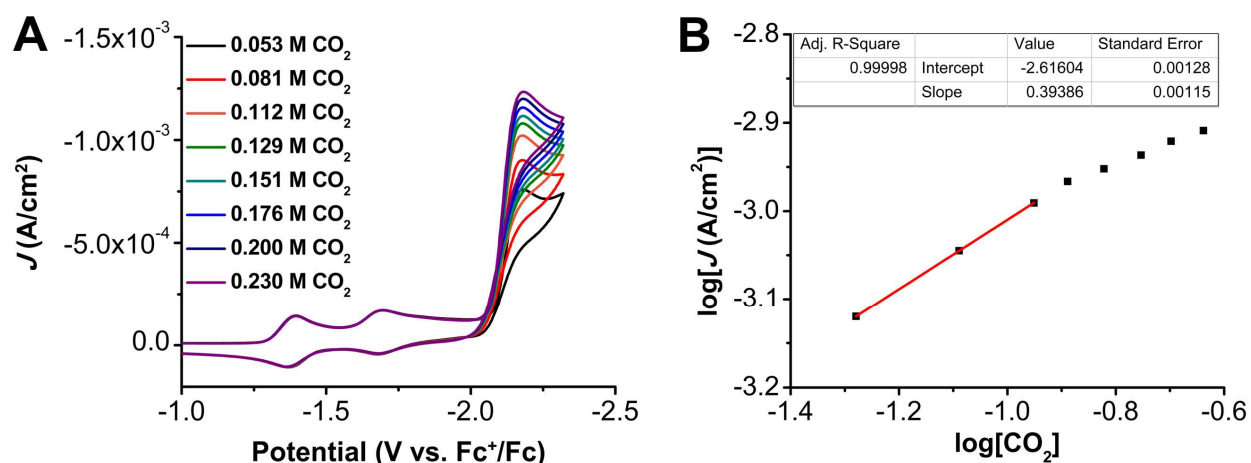 A
-1.5x10⁻³
-1.0x10⁻³
-5.0x10⁻⁴
0.0
J (A/cm²)
0.053 M CO₂
0.081 M CO₂
0.112 M CO₂
0.129 M CO₂
0.151 M CO₂
0.176 M CO₂
0.200 M CO₂
0.230 M CO₂
-1.0 -1.5 -2.0 -2.5
Potential (V vs. Fc⁺/Fc)
B
-2.8
-2.9
-3.0
-3.1
-3.2
log[J (A/cm²)]
Adj. R-Square Value Standard Error
0.99998 Intercept -2.61604 0.00128
Slope 0.39386 0.00115
-1.4 -1.2 -1.0 -0.8 -0.6
log[CO₂]